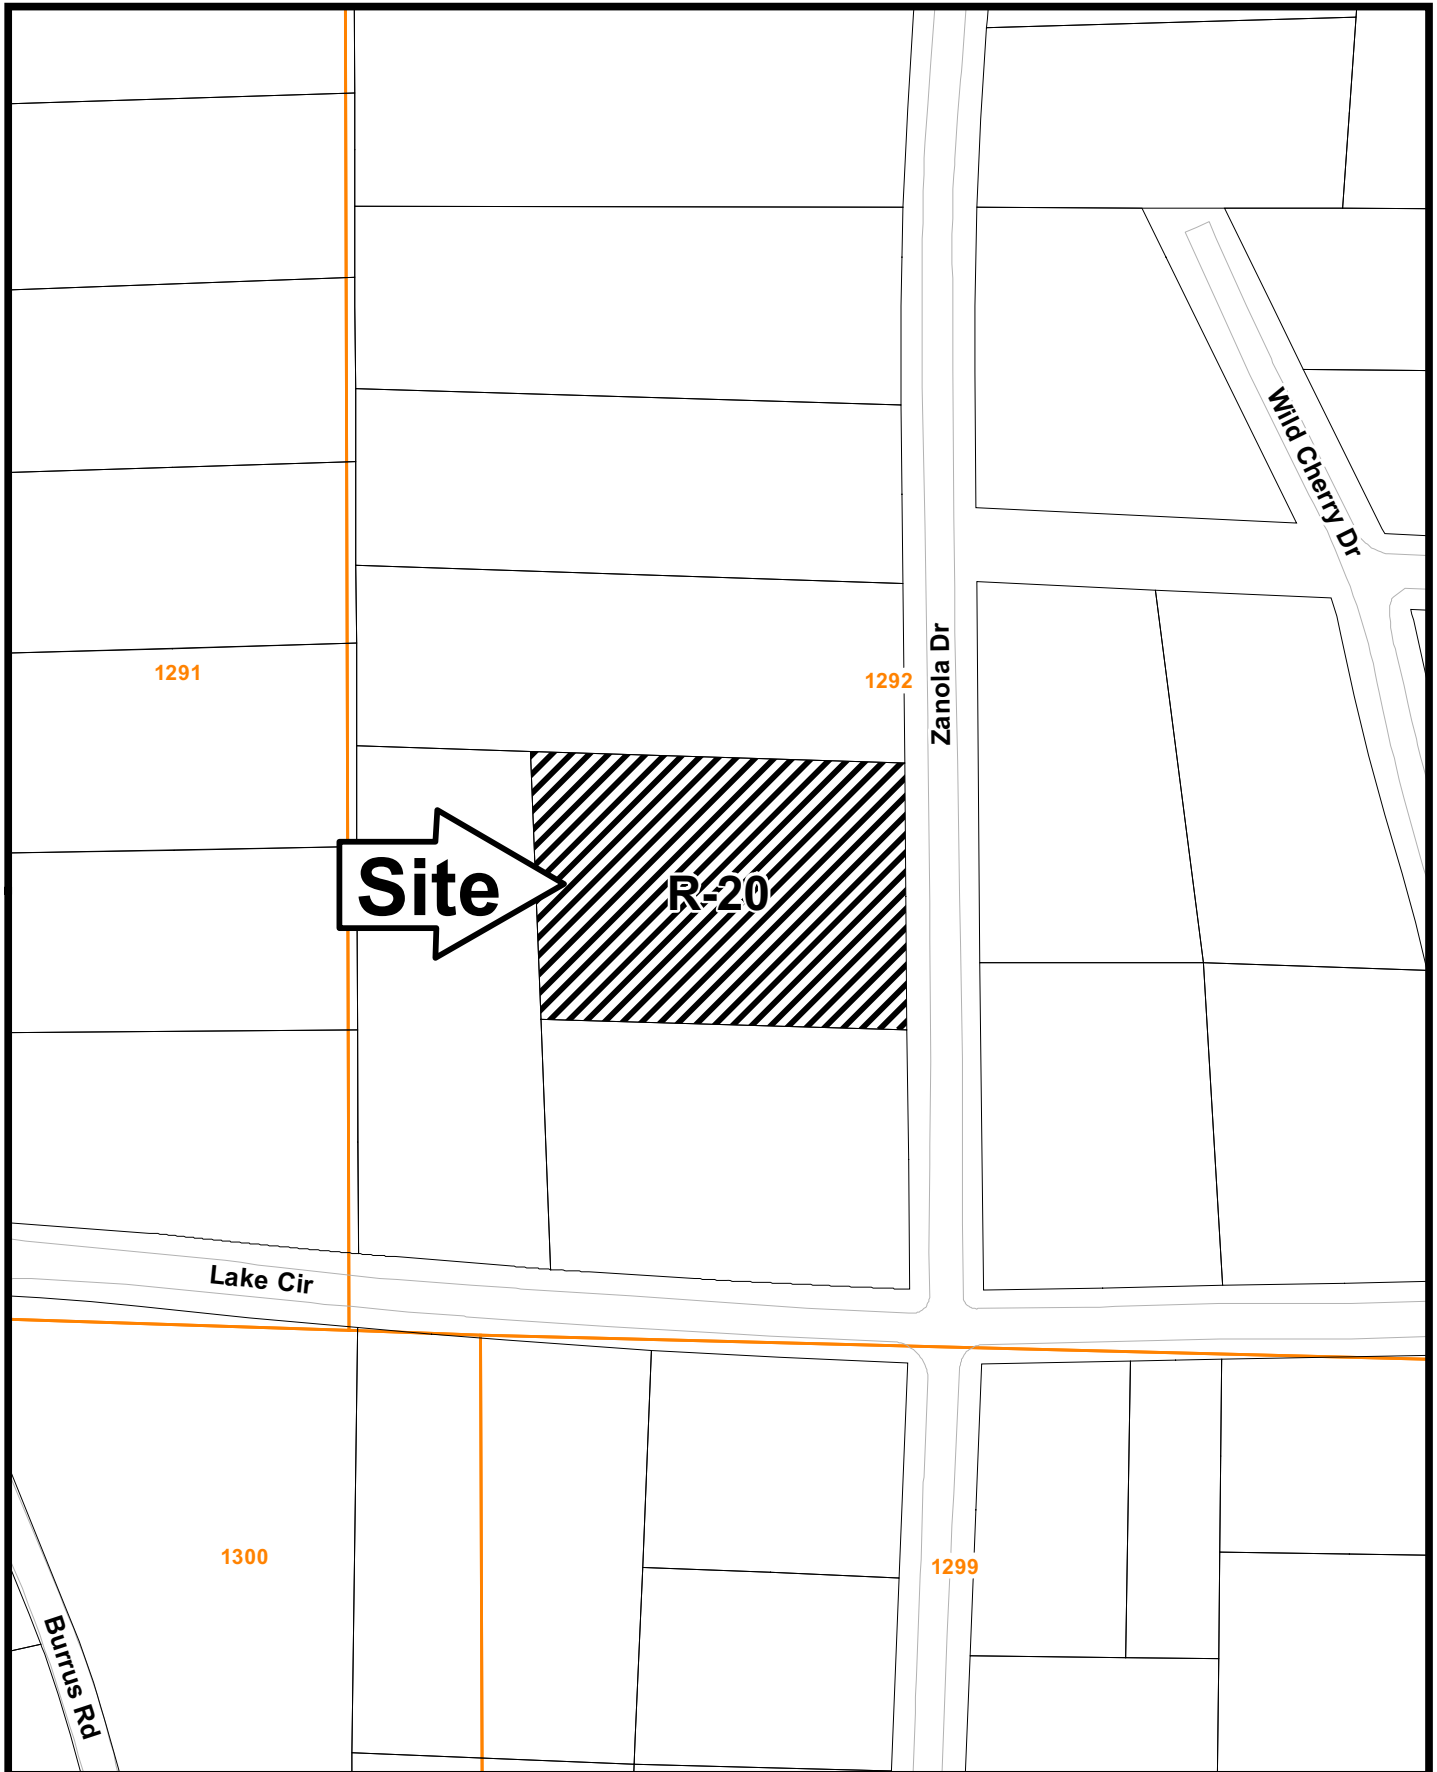 Wild Cherry Dr
1291
1292
Zanola Dr
Site
R-20
Lake Cir
1300
1299
Burrus Rd